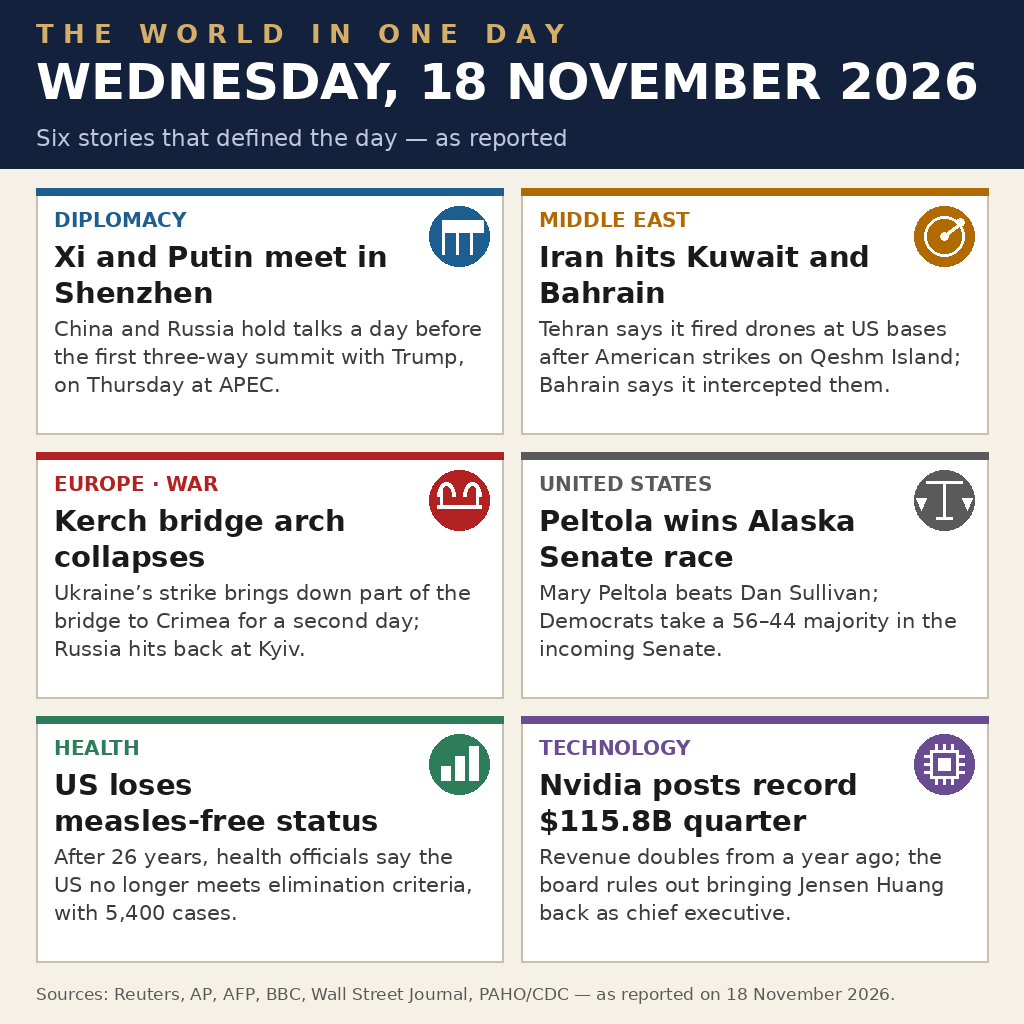 THE WORLD IN ONE DAY
WEDNESDAY, 18 NOVEMBER 2026
Six stories that defined the day — as reported
DIPLOMACY
Xi and Putin meet in
Shenzhen
China and Russia hold talks a day before
the first three-way summit with Trump,
on Thursday at APEC.
MIDDLE EAST
Iran hits Kuwait and
Bahrain
Tehran says it fired drones at US bases
after American strikes on Qeshm Island;
Bahrain says it intercepted them.
EUROPE · WAR
Kerch bridge arch
collapses
Ukraine’s strike brings down part of the
bridge to Crimea for a second day;
Russia hits back at Kyiv.
UNITED STATES
Peltola wins Alaska
Senate race
Mary Peltola beats Dan Sullivan;
Democrats take a 56–44 majority in the
incoming Senate.
HEALTH
US loses
measles-free status
After 26 years, health officials say the
US no longer meets elimination criteria,
with 5,400 cases.
TECHNOLOGY
Nvidia posts record
$115.8B quarter
Revenue doubles from a year ago; the
board rules out bringing Jensen Huang
back as chief executive.
Sources: Reuters, AP, AFP, BBC, Wall Street Journal, PAHO/CDC — as reported on 18 November 2026.